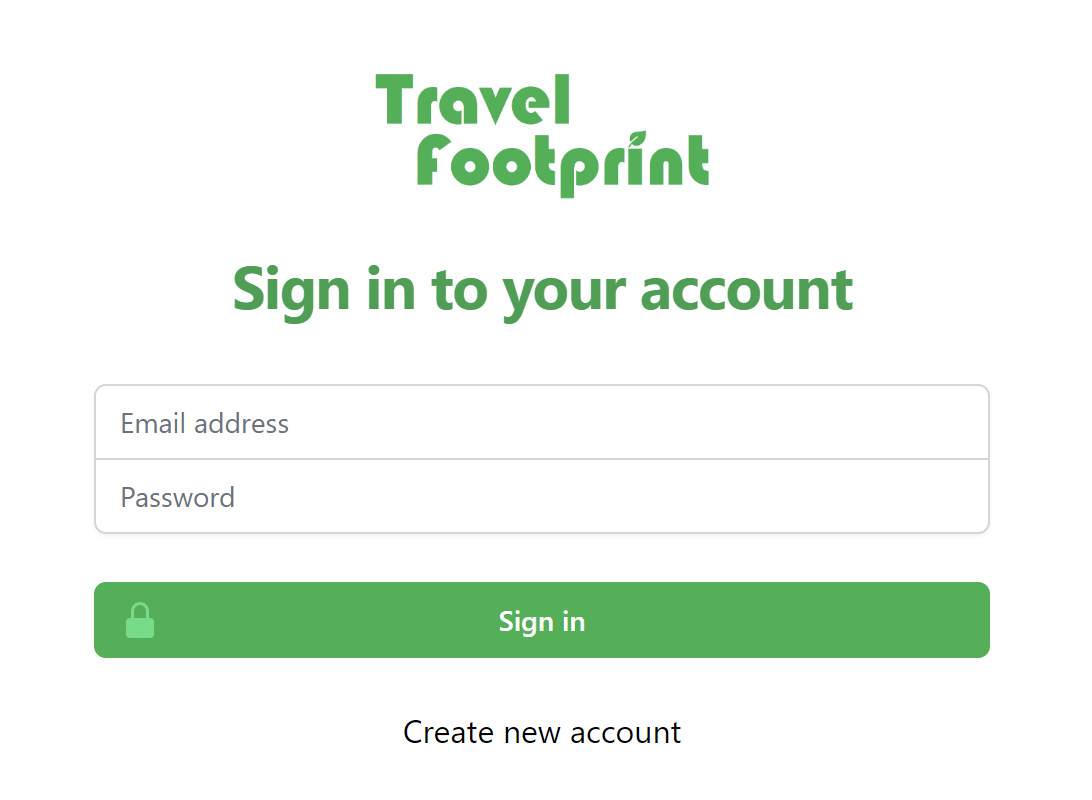 Travel
Footprint
Sign in to your account
Email address
Password
Sign in
Create new account